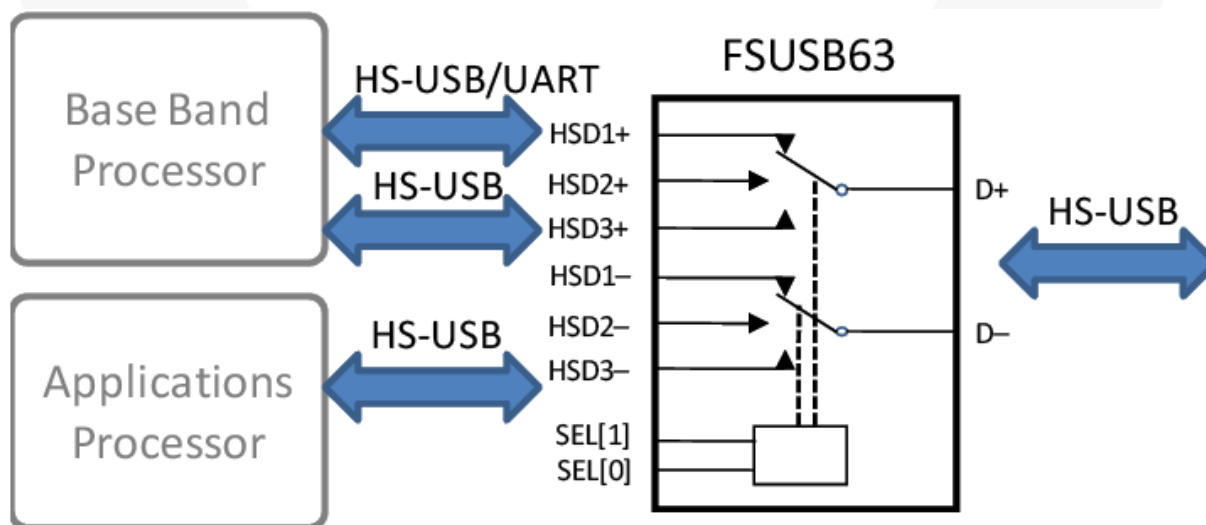 Base Band
Processor
Applications
Processor
HS-USB/UART
HS-USB
HS-USB
FSUSB63
HSD1+
HSD2+
HSD3+
HSD1–
HSD2–
HSD3–
SEL[1]
SEL[0]
D+
D–
HS-USB